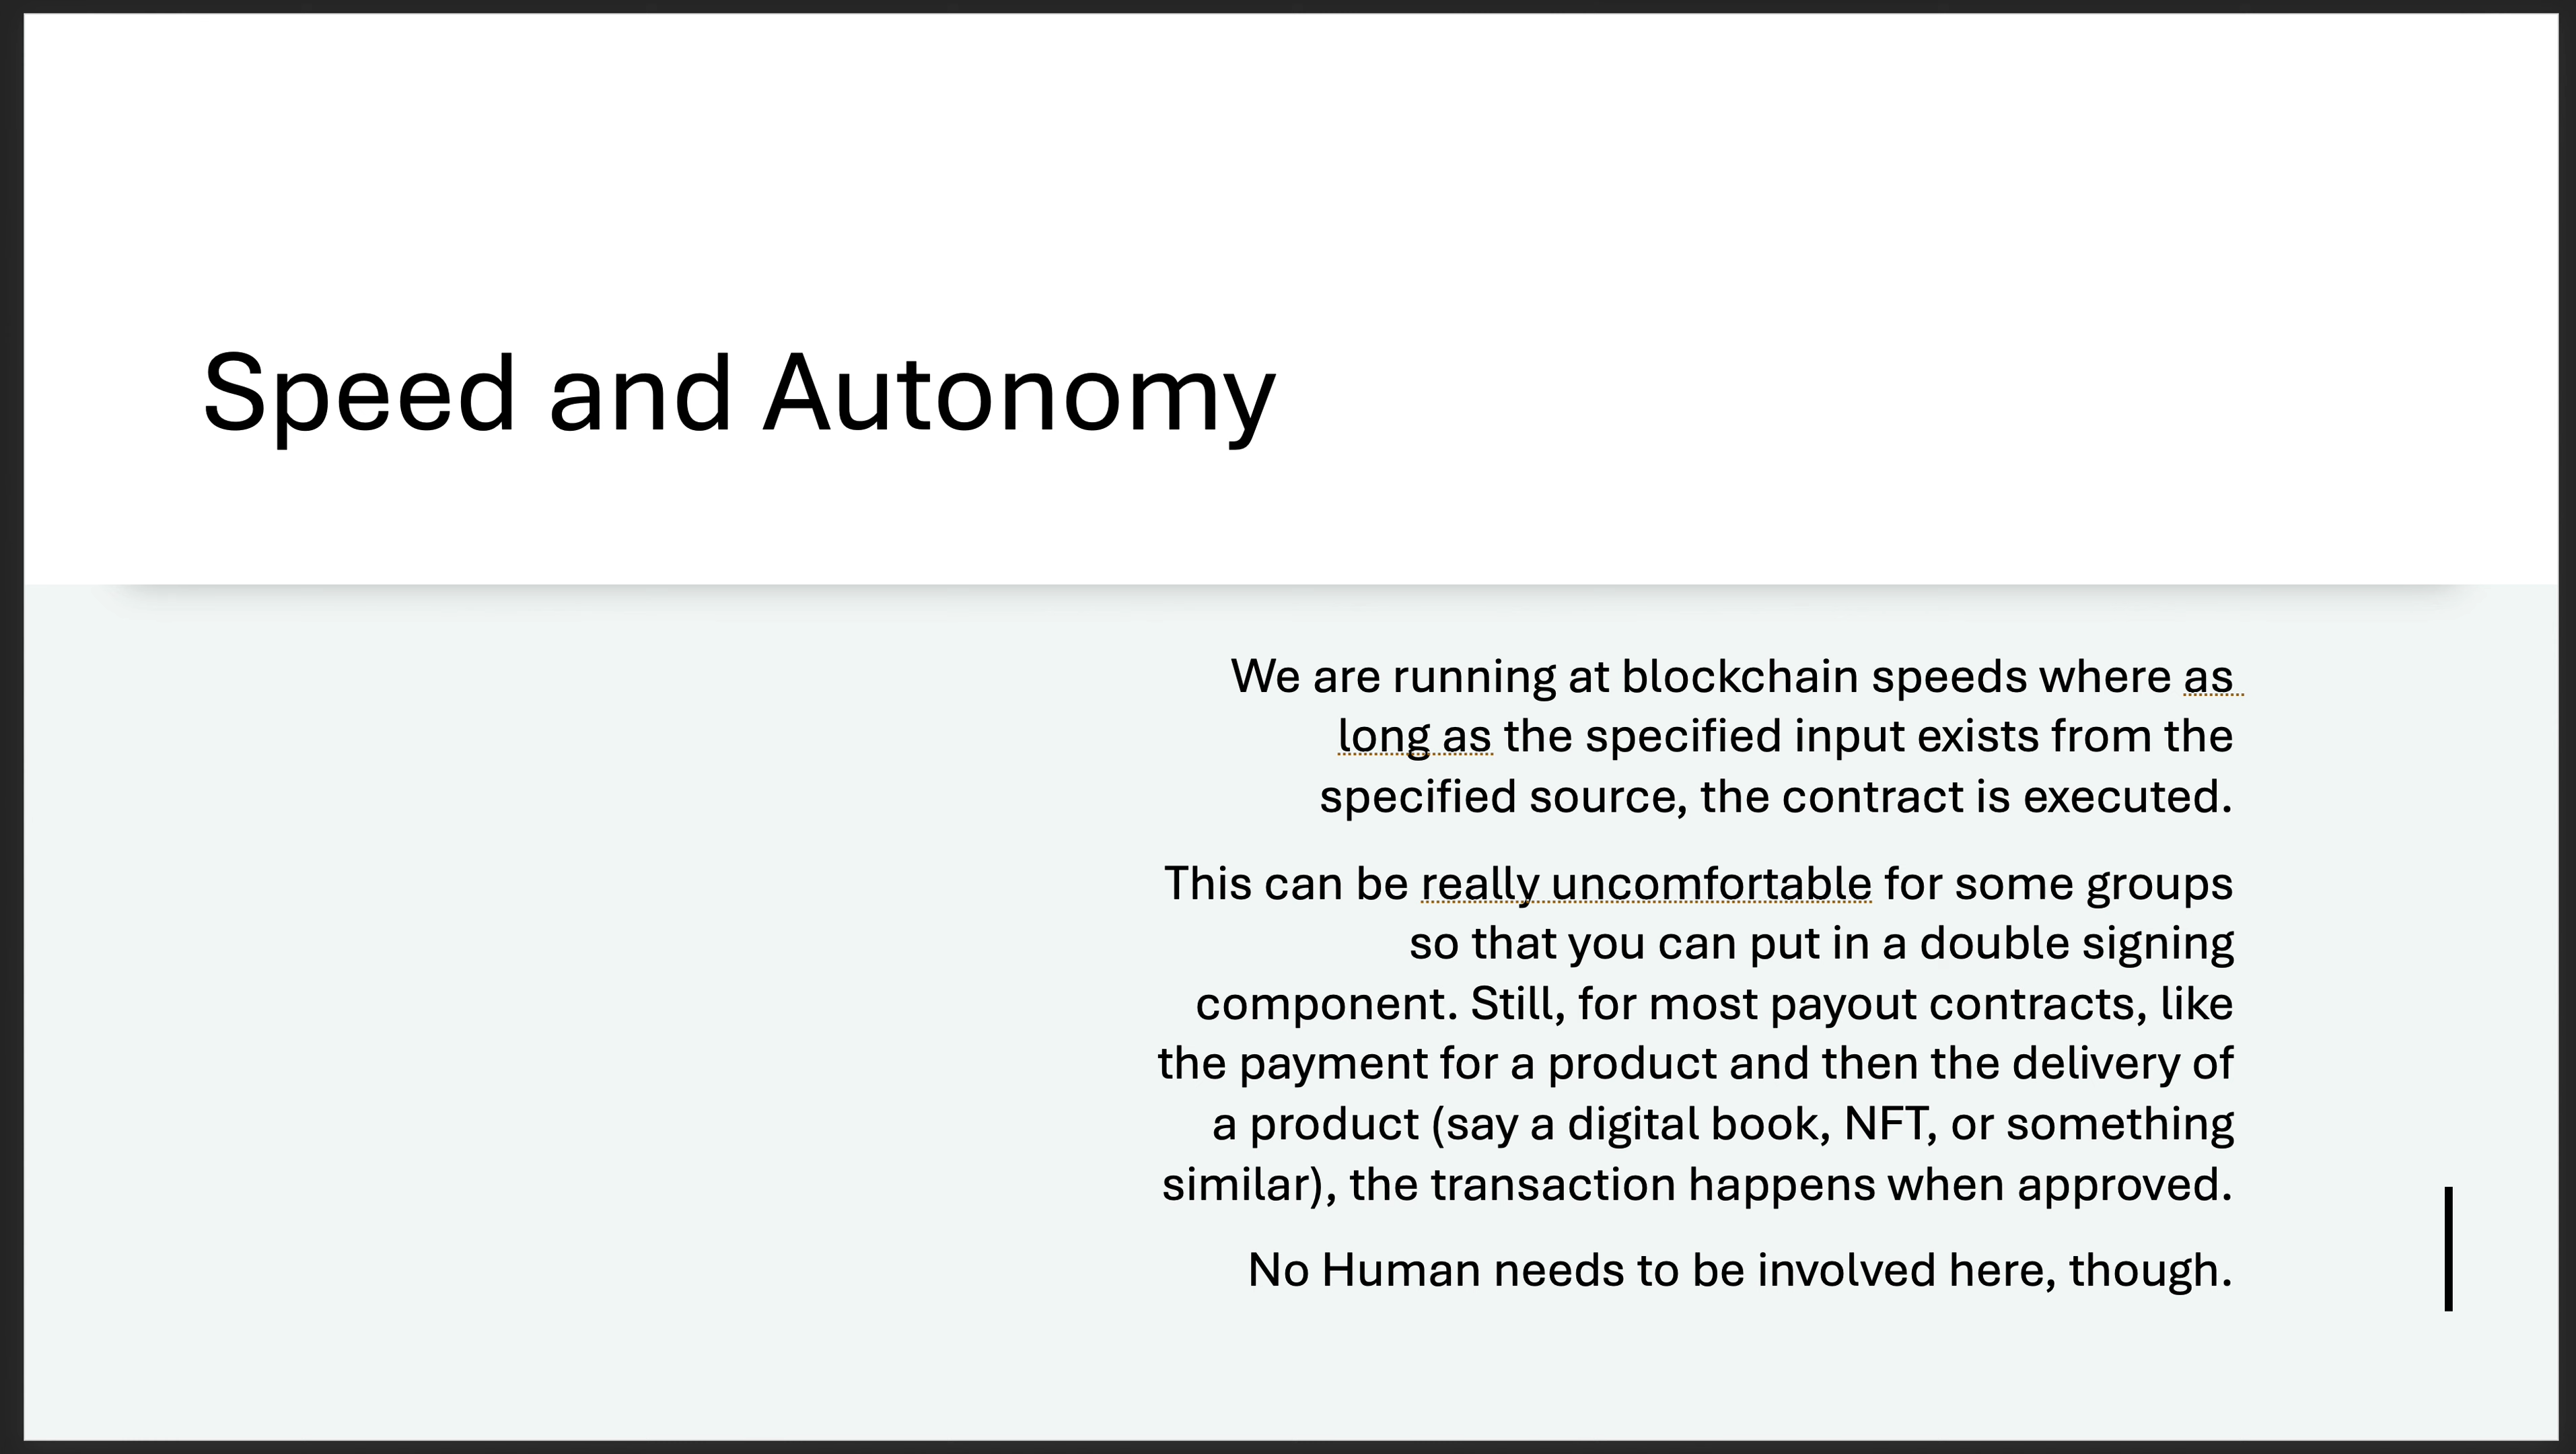 Speed and Autonomy
We are running at blockchain speeds where as
long as the specified input exists from the
specified source, the contract is executed.
This can be really uncomfortable for some groups
so that you can put in a double signing
component. Still, for most payout contracts, like
the payment for a product and then the delivery of
a product (say a digital book, NFT, or something
similar), the transaction happens when approved.
No Human needs to be involved here, though.